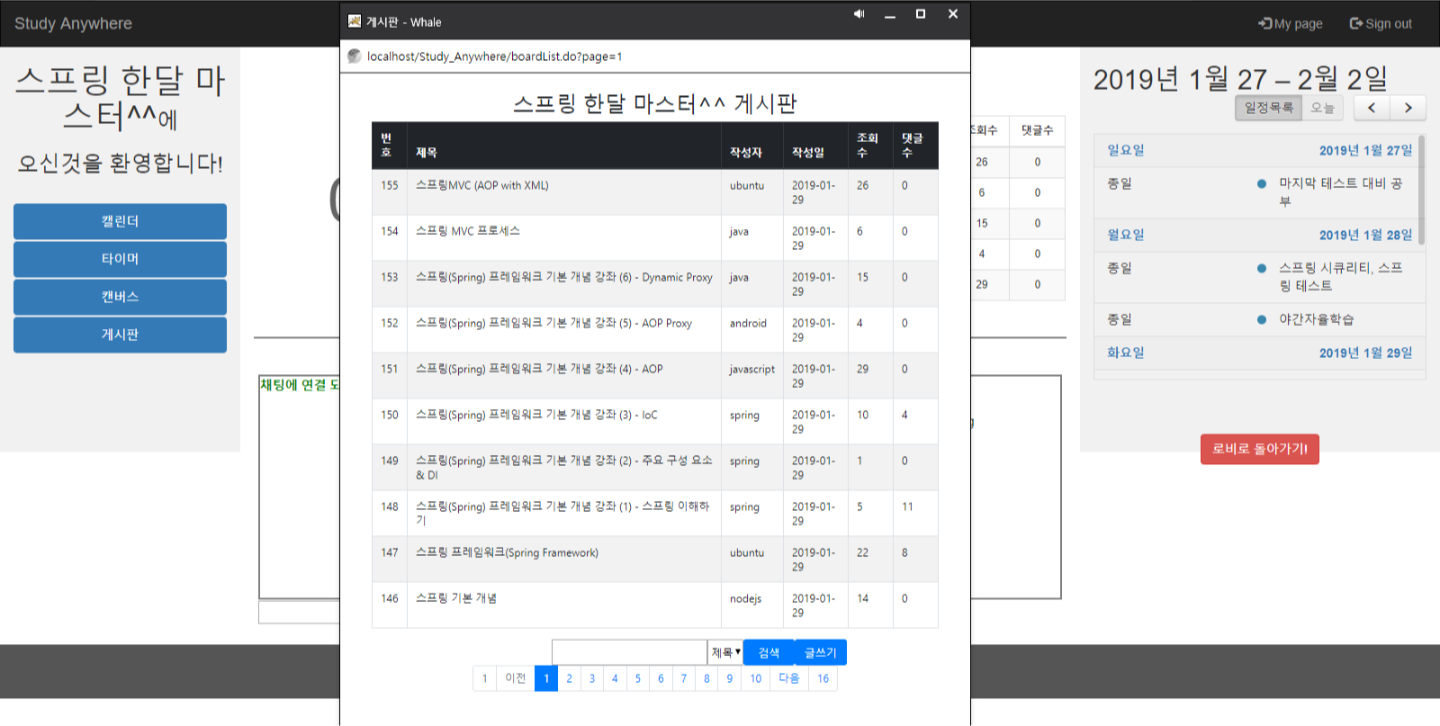 Study Anywhere
My page
Sign out
게시판 - Whale
localhost/Study_Anywhere/boardList.do?page=1
스프링 한달 마
스터^^에
오신것을 환영합니다!
캘린더
타이머
캔버스
게시판
스프링 한달 마스터^^ 게시판
번호 제목 작성자 작성일 조회수 댓글수
155 스프링MVC (AOP with XML) ubuntu 2019-01-29 26 0
154 스프링 MVC 프로세스 java 2019-01-29 6 0
153 스프링(Spring) 프레임워크 기본 개념 강좌 (6) - Dynamic Proxy java 2019-01-29 15 0
152 스프링(Spring) 프레임워크 기본 개념 강좌 (5) - AOP Proxy android 2019-01-29 4 0
151 스프링(Spring) 프레임워크 기본 개념 강좌 (4) - AOP javascript 2019-01-29 29 0
150 스프링(Spring) 프레임워크 기본 개념 강좌 (3) - IoC spring 2019-01-29 10 4
149 스프링(Spring) 프레임워크 기본 개념 강좌 (2) - 주요 구성 요소 & DI spring 2019-01-29 1 0
148 스프링(Spring) 프레임워크 기본 개념 강좌 (1) - 스프링 이해하기 spring 2019-01-29 5 11
147 스프링 프레임워크(Spring Framework) ubuntu 2019-01-29 22 8
146 스프링 기본 개념 nodejs 2019-01-29 14 0
제목 검색 글쓰기
1 이전 1 2 3 4 5 6 7 8 9 10 다음 16
채팅에 연결 되
조회수 댓글수
26 0
6 0
15 0
4 0
29 0
2019년 1월 27 – 2월 2일
일정목록 오늘
일요일 2019년 1월 27일
종일 마지막 테스트 대비 공
부
월요일 2019년 1월 28일
종일 스프링 시큐리티, 스프
링 테스트
종일 야간자율학습
화요일 2019년 1월 29일
로비로 돌아가기!